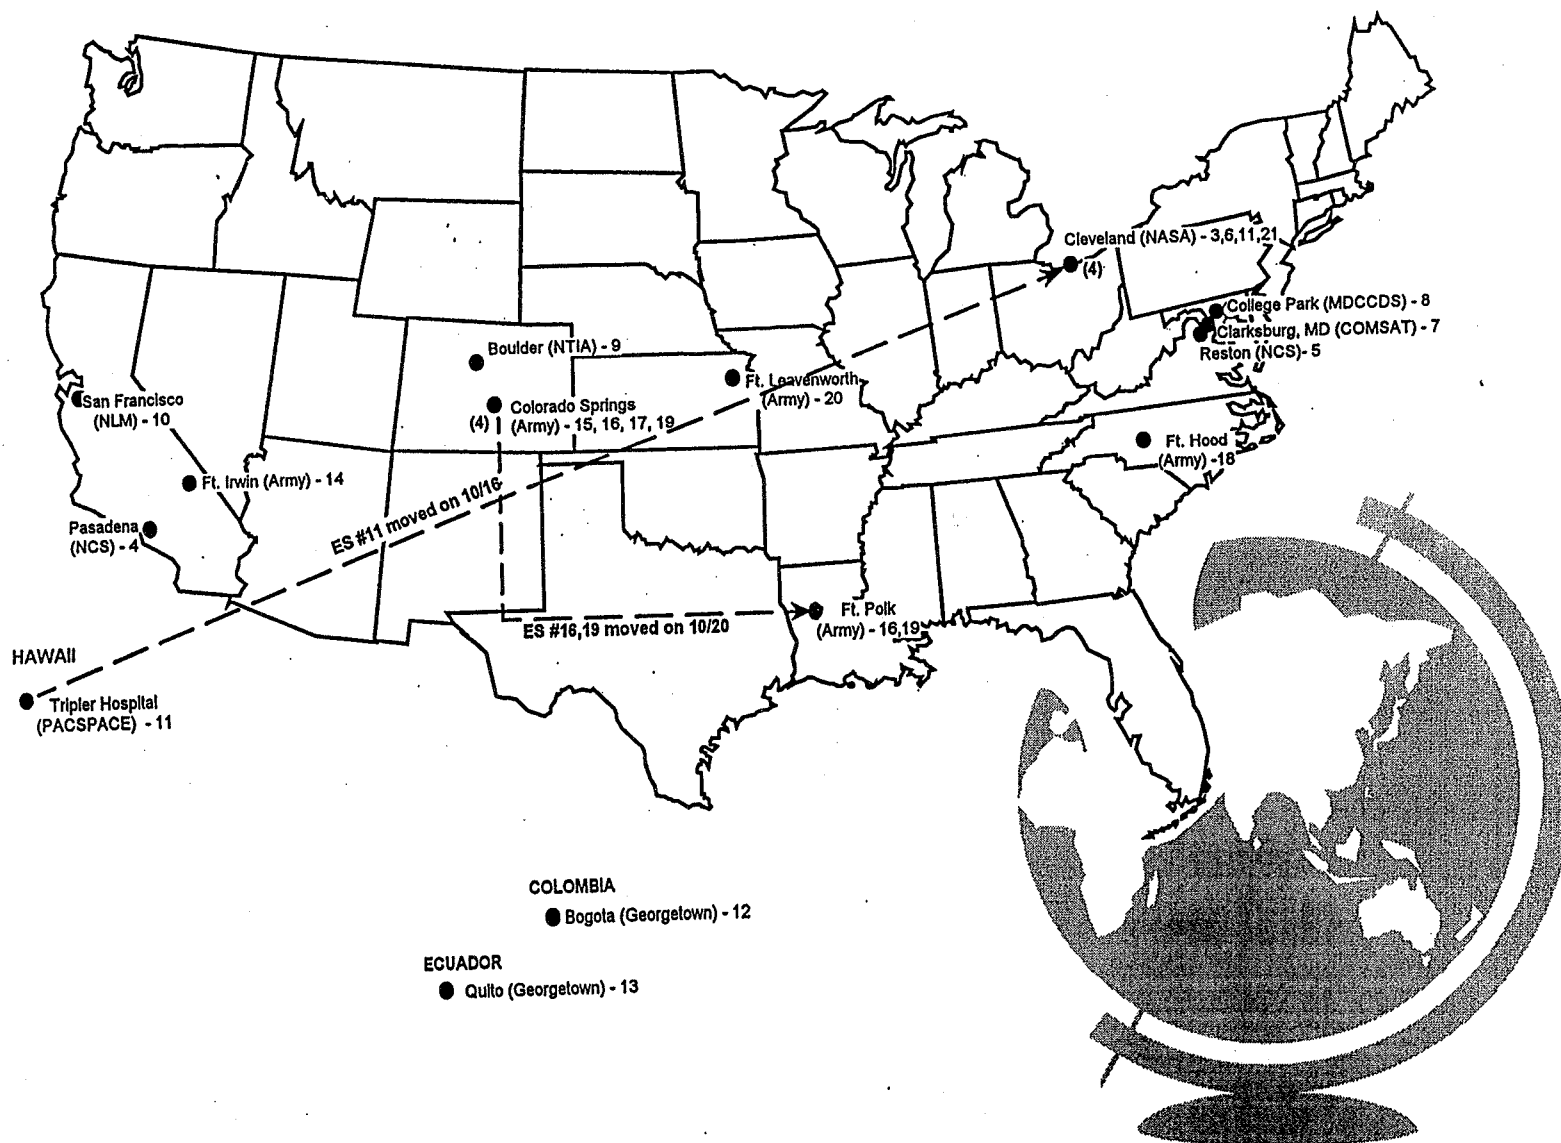 Cleveland (NASA) - 3,6,11,21
(4)
College Park (MDCCDS) - 8
Clarksburg, MD (COMSAT) - 7
Reston (NCS)- 5
Boulder (NTIA) - 9
Ft. Leavenworth
(Army) - 20
San Francisco
(NLM) - 10
(4)
Colorado Springs
(Army) - 15, 16, 17, 19
Ft. Hood
(Army) -18
Ft. Irwin (Army) - 14
Pasadena
(NCS) - 4
ES #11 moved on 10/16
Ft. Polk
(Army) - 16,19
ES #16,19 moved on 10/20
HAWAII
Tripler Hospital
(PACSPACE) - 11
COLOMBIA
Bogota (Georgetown) - 12
ECUADOR
Quito (Georgetown) - 13